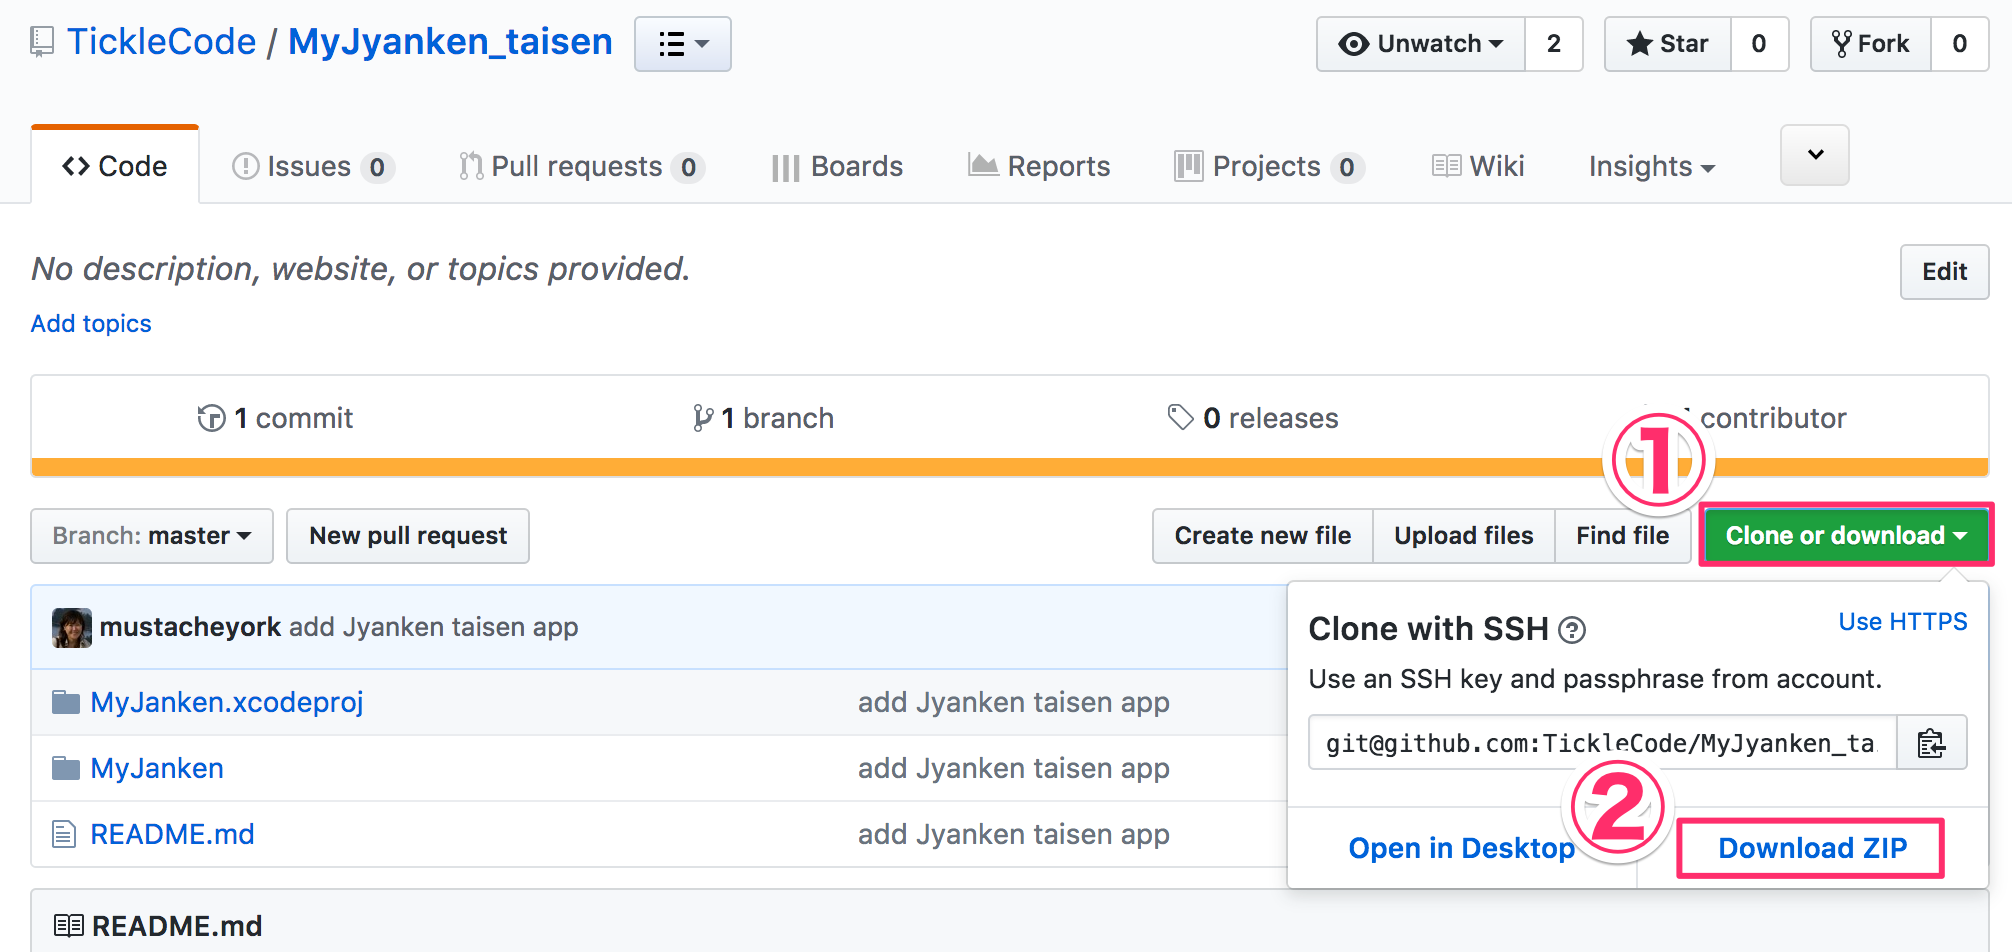 TickleCode / MyJyanken_taisen
Unwatch 2 Star 0 Fork 0
Code Issues 0 Pull requests 0 Boards Reports Projects 0 Wiki Insights
No description, website, or topics provided.
Edit
Add topics
1 commit 1 branch 0 releases contributor
1
Branch: master New pull request Create new file Upload files Find file Clone or download
mustacheyork add Jyanken taisen app
MyJanken.xcodeproj add Jyanken taisen app
MyJanken add Jyanken taisen app
README.md add Jyanken taisen app
Clone with SSH ? Use HTTPS
Use an SSH key and passphrase from account.
git@github.com:TickleCode/MyJyanken_ta
2
Open in Desktop Download ZIP
README.md